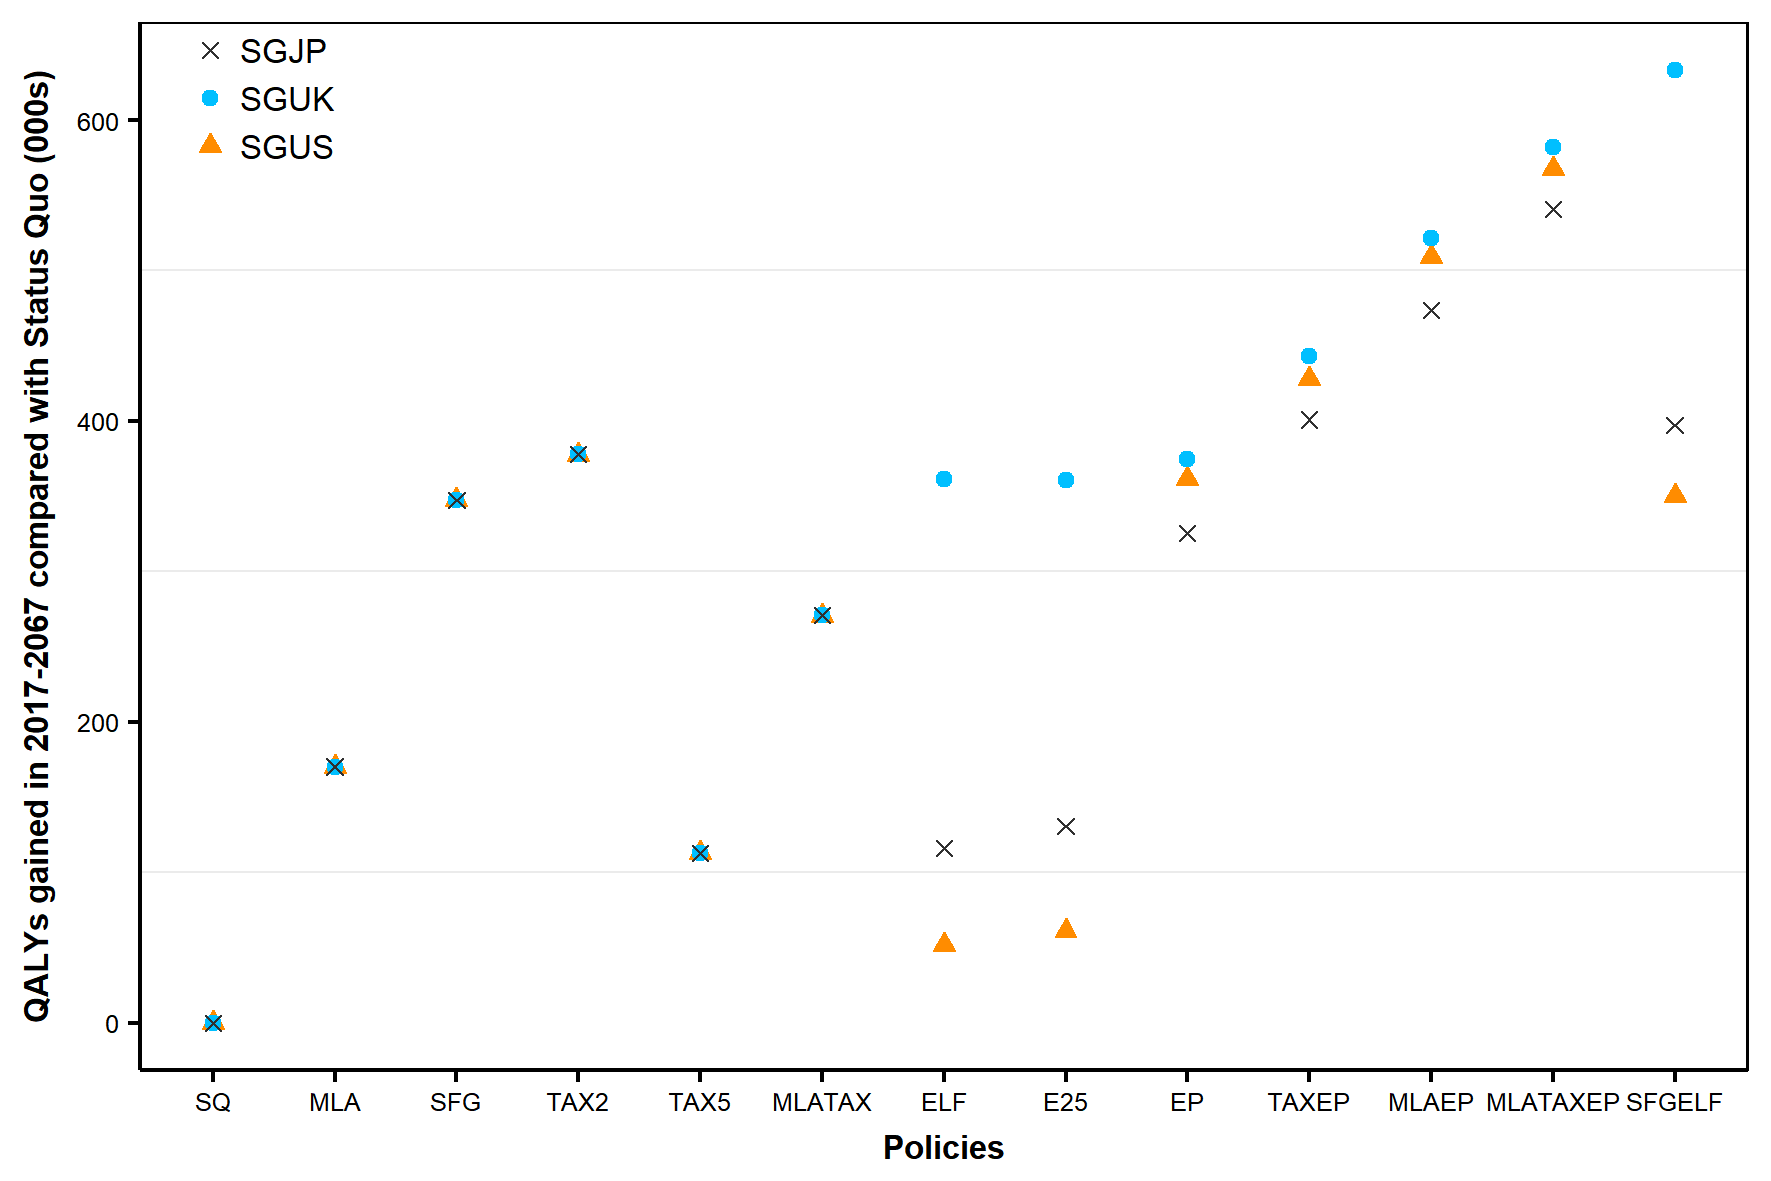 SGJP
SGUK
SGUS
QALYs gained in 2017-2067 compared with Status Quo (000s)
600
400
200
0
SQ MLA SFG TAX2 TAX5 MLATAX ELF E25 EP TAXEP MLAEP MLATAXEP SFGELF
Policies